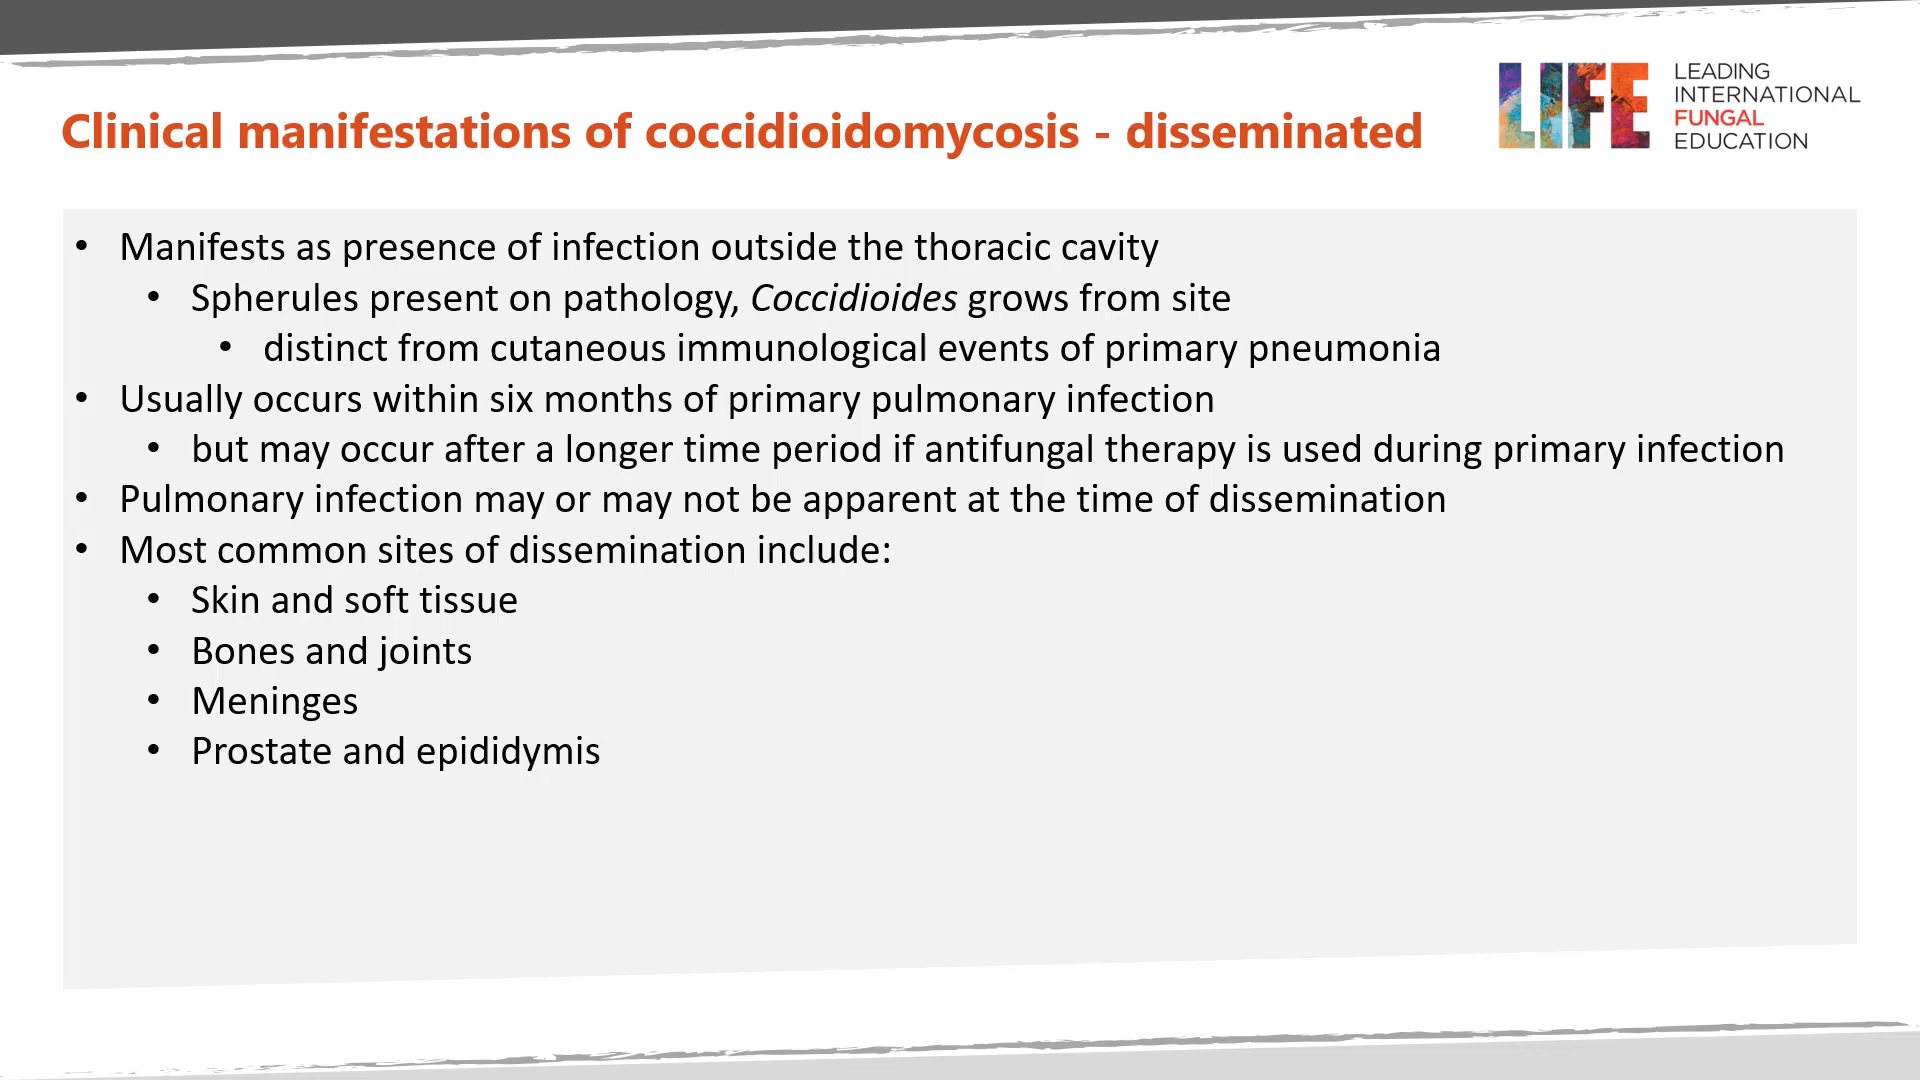 LIFE
LEADING
INTERNATIONAL
FUNGAL
EDUCATION
Clinical manifestations of coccidioidomycosis - disseminated
• Manifests as presence of infection outside the thoracic cavity
• Spherules present on pathology, Coccidioides grows from site
• distinct from cutaneous immunological events of primary pneumonia
• Usually occurs within six months of primary pulmonary infection
• but may occur after a longer time period if antifungal therapy is used during primary infection
• Pulmonary infection may or may not be apparent at the time of dissemination
• Most common sites of dissemination include:
• Skin and soft tissue
• Bones and joints
• Meninges
• Prostate and epididymis